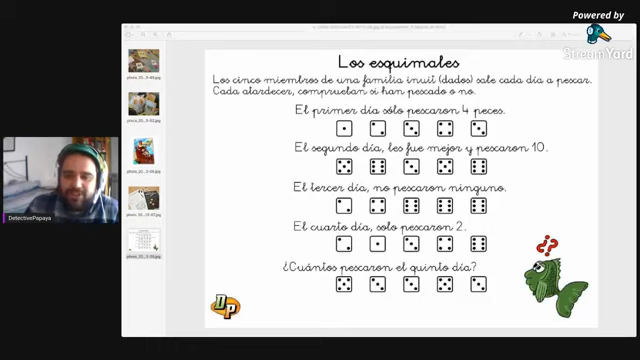 Powered by
StreamYard
Los esquimales
Los cinco miembros de una familia inuit (dados) sale cada día a pescar.
Cada atardecer, comprueban si han pescado o no.
El primer día sólo pescaron 4 peces.
El segundo día, les fue mejor y pescaron 10.
El tercer día, no pescaron ninguno.
El cuarto día, solo pescaron 2.
¿Cuántos pescaron el quinto día?
¿?
DP
DetectivePapaya